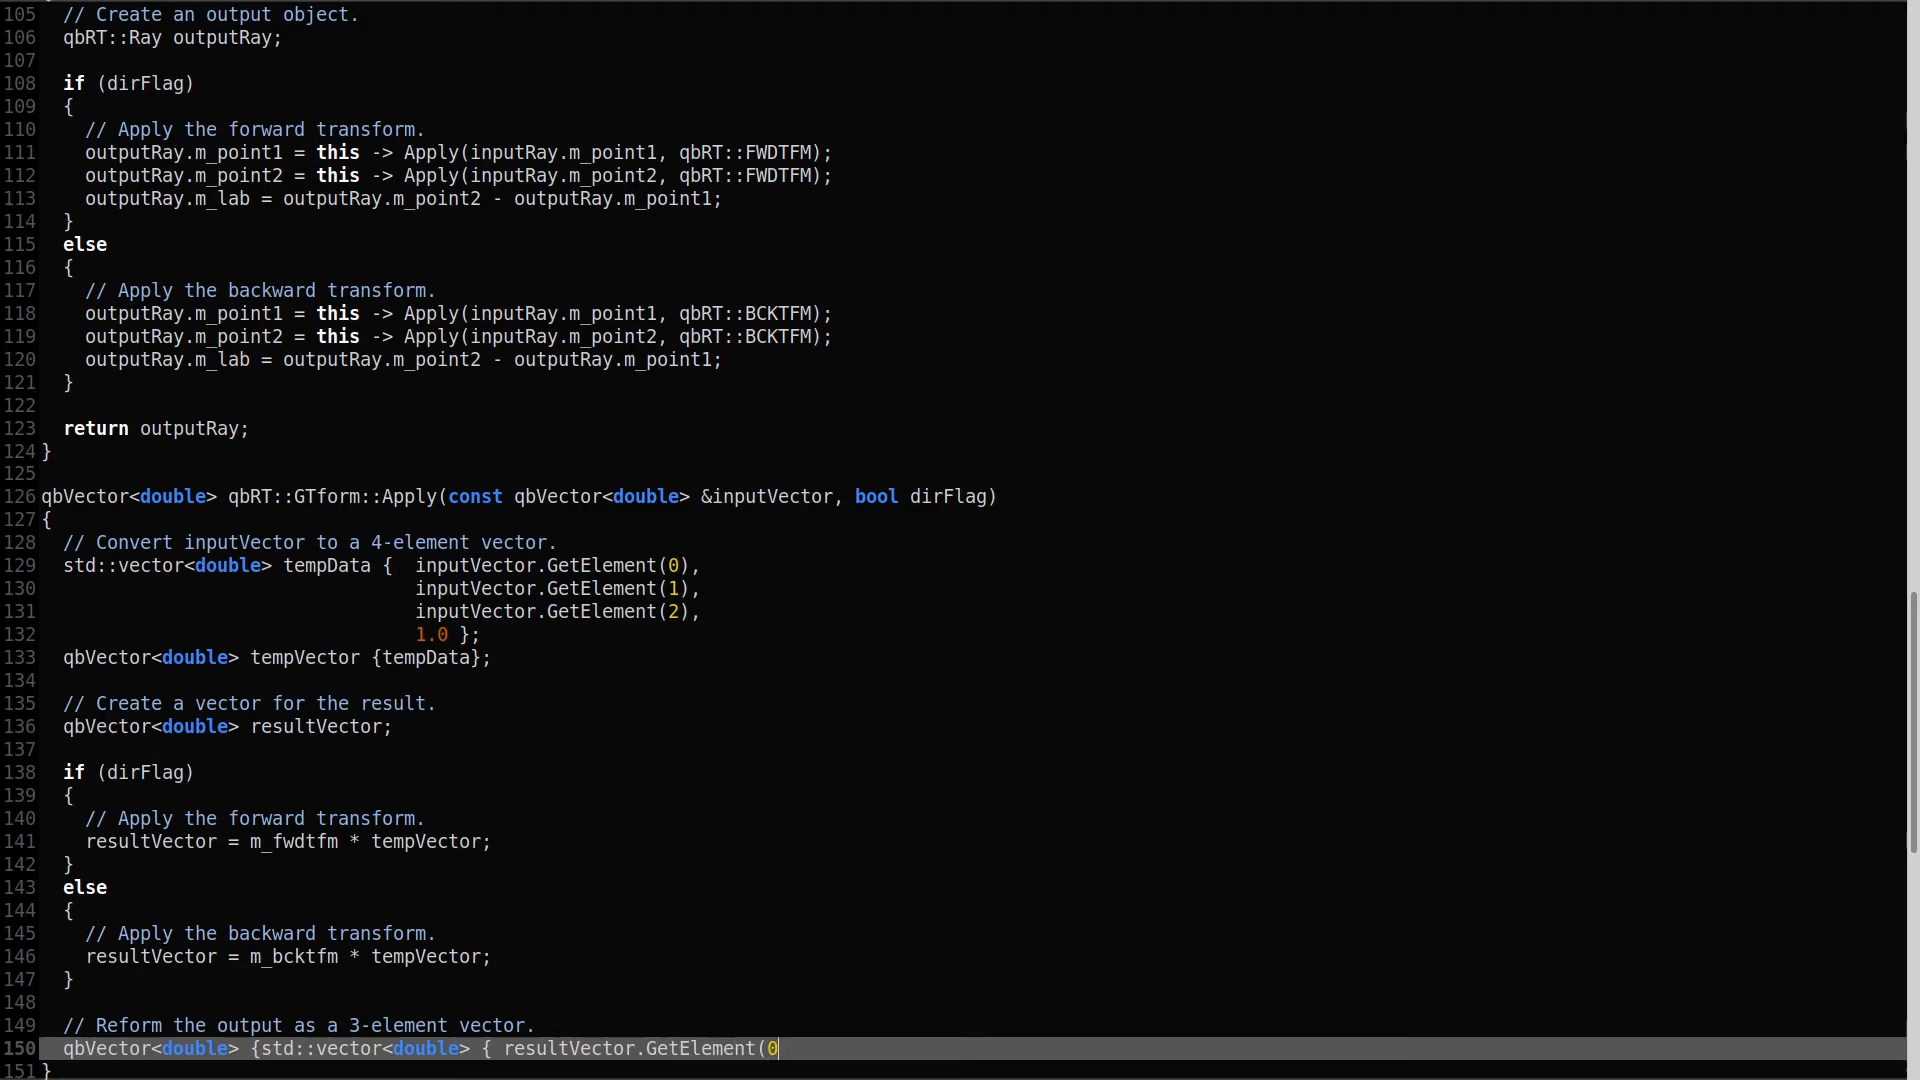 105   // Create an output object.
106   qbRT::Ray outputRay;
107
108   if (dirFlag)
109   {
110     // Apply the forward transform.
111     outputRay.m_point1 = this -> Apply(inputRay.m_point1, qbRT::FWDTFM);
112     outputRay.m_point2 = this -> Apply(inputRay.m_point2, qbRT::FWDTFM);
113     outputRay.m_lab = outputRay.m_point2 - outputRay.m_point1;
114   }
115   else
116   {
117     // Apply the backward transform.
118     outputRay.m_point1 = this -> Apply(inputRay.m_point1, qbRT::BCKTFM);
119     outputRay.m_point2 = this -> Apply(inputRay.m_point2, qbRT::BCKTFM);
120     outputRay.m_lab = outputRay.m_point2 - outputRay.m_point1;
121   }
122
123   return outputRay;
124 }
125
126 qbVector<double> qbRT::GTform::Apply(const qbVector<double> &inputVector, bool dirFlag)
127 {
128   // Convert inputVector to a 4-element vector.
129   std::vector<double> tempData {  inputVector.GetElement(0),
130                                   inputVector.GetElement(1),
131                                   inputVector.GetElement(2),
132                                   1.0 };
133   qbVector<double> tempVector {tempData};
134
135   // Create a vector for the result.
136   qbVector<double> resultVector;
137
138   if (dirFlag)
139   {
140     // Apply the forward transform.
141     resultVector = m_fwdtfm * tempVector;
142   }
143   else
144   {
145     // Apply the backward transform.
146     resultVector = m_bcktfm * tempVector;
147   }
148
149   // Reform the output as a 3-element vector.
150   qbVector<double> {std::vector<double> { resultVector.GetElement(0
151 }